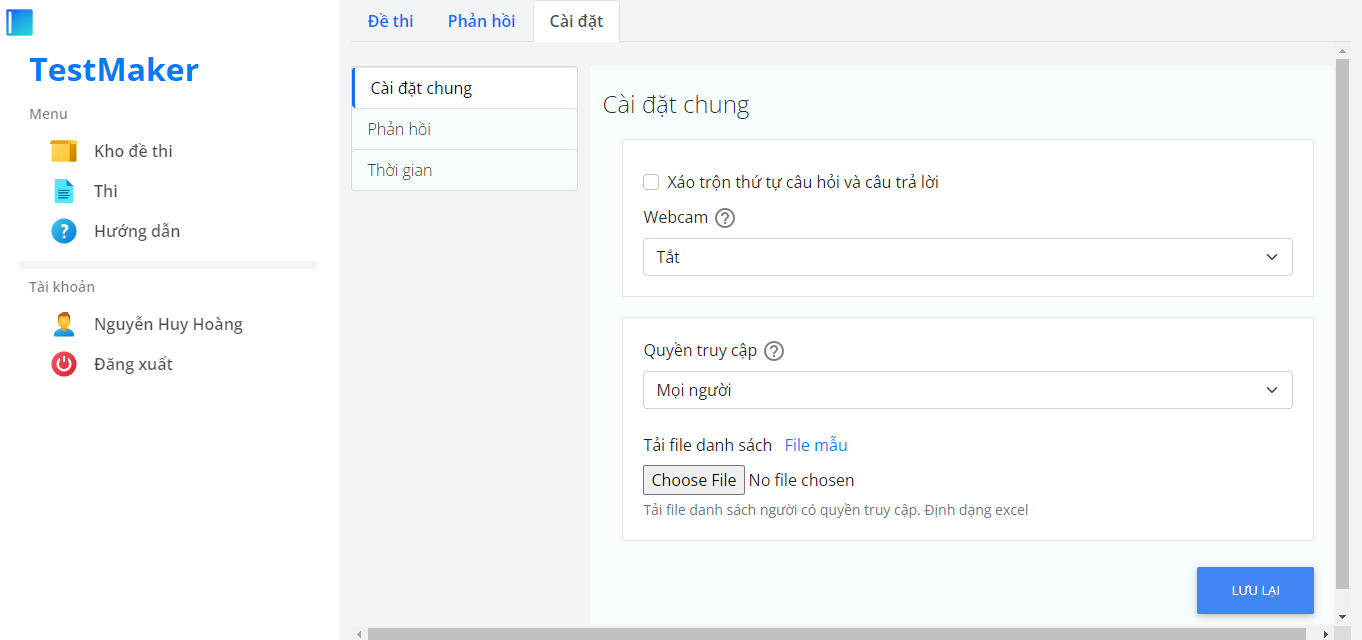 TestMaker
Menu
Kho đề thi
Thi
Hướng dẫn
Tài khoản
Nguyễn Huy Hoàng
Đăng xuất
Đề thi Phản hồi Cài đặt
Cài đặt chung
Phản hồi
Thời gian
Cài đặt chung
Xáo trộn thứ tự câu hỏi và câu trả lời
Webcam ?
Tắt
Quyền truy cập ?
Mọi người
Tải file danh sách File mẫu
Choose File No file chosen
Tải file danh sách người có quyền truy cập. Định dạng excel
LƯU LẠI